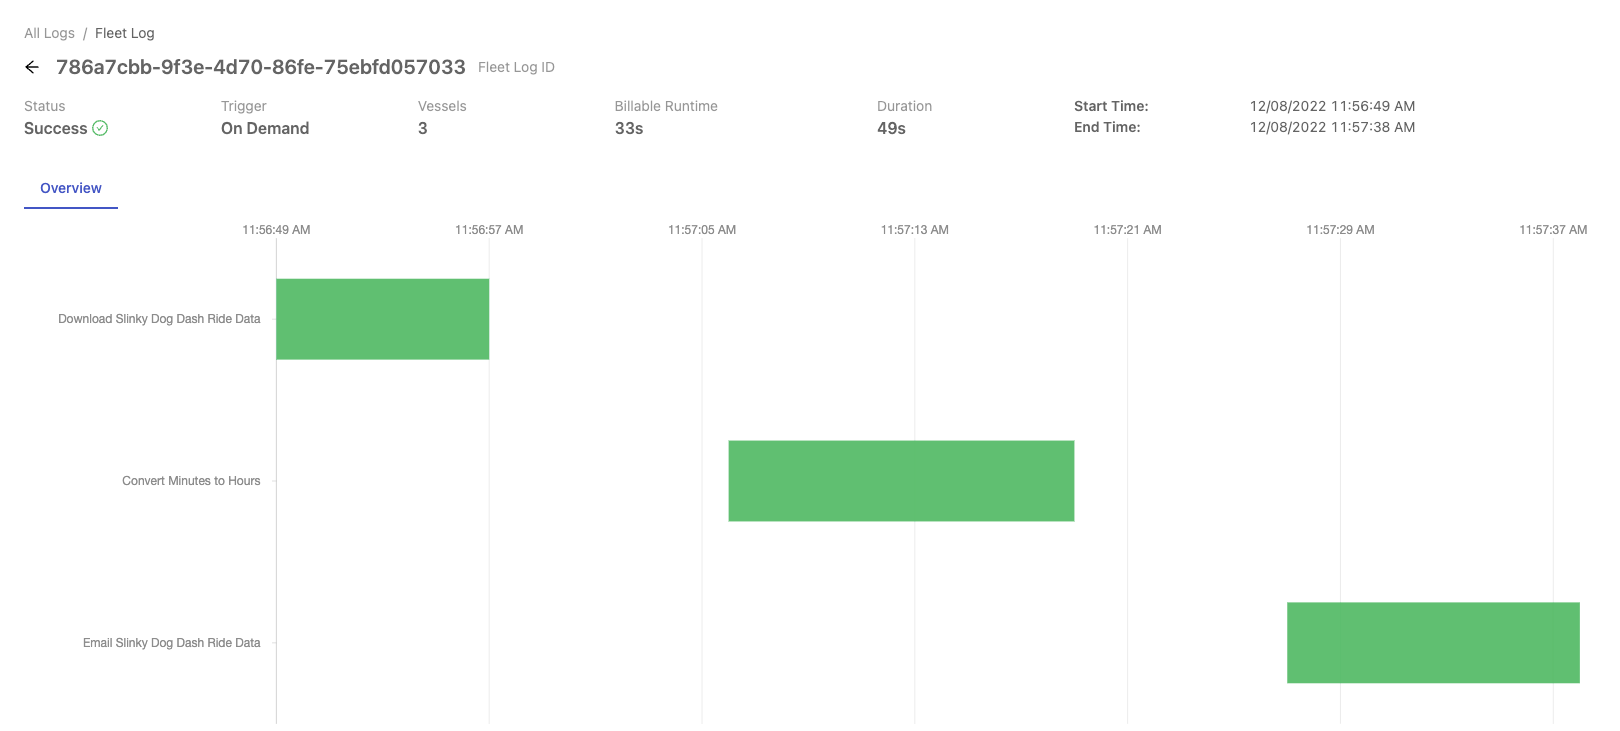 All Logs / Fleet Log
786a7cbb-9f3e-4d70-86fe-75ebfd057033 Fleet Log ID
Status Trigger Vessels Billable Runtime Duration Start Time: 12/08/2022 11:56:49 AM
Success On Demand 3 33s 49s End Time: 12/08/2022 11:57:38 AM
Overview
11:56:49 AM 11:56:57 AM 11:57:05 AM 11:57:13 AM 11:57:21 AM 11:57:29 AM 11:57:37 AM
Download Slinky Dog Dash Ride Data
Convert Minutes to Hours
Email Slinky Dog Dash Ride Data